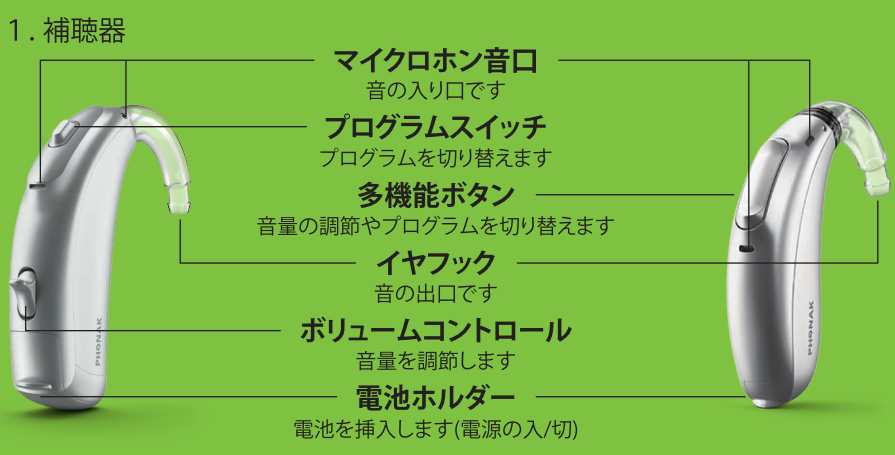 1. 補聴器
マイクロホン音口
音の入り口です
プログラムスイッチ
プログラムを切り替えます
多機能ボタン
音量の調節やプログラムを切り替えます
イヤフック
音の出口です
ボリュームコントロール
音量を調節します
電池ホルダー
電池を挿入します(電源の入/切)
PHONAK
PHONAK